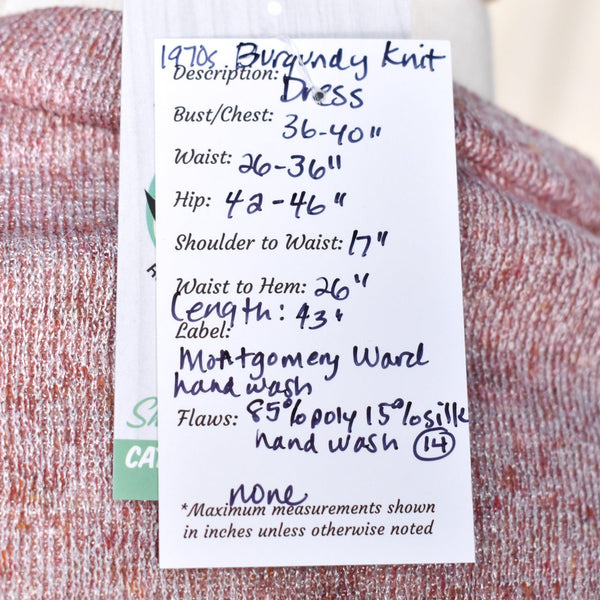 1970s Burgundy Knit
Description:
Dress
Bust/Chest:
36-40"
Waist: 26-36"
Hip: 42-46"
Shoulder to Waist: 17"
Waist to Hem: 26"
Length: 43"
Label:
Montgomery Ward
hand wash
Flaws: 85% poly 15% silk
hand wash 14
none
*Maximum measurements shown
in inches unless otherwise noted
Sh
CAT